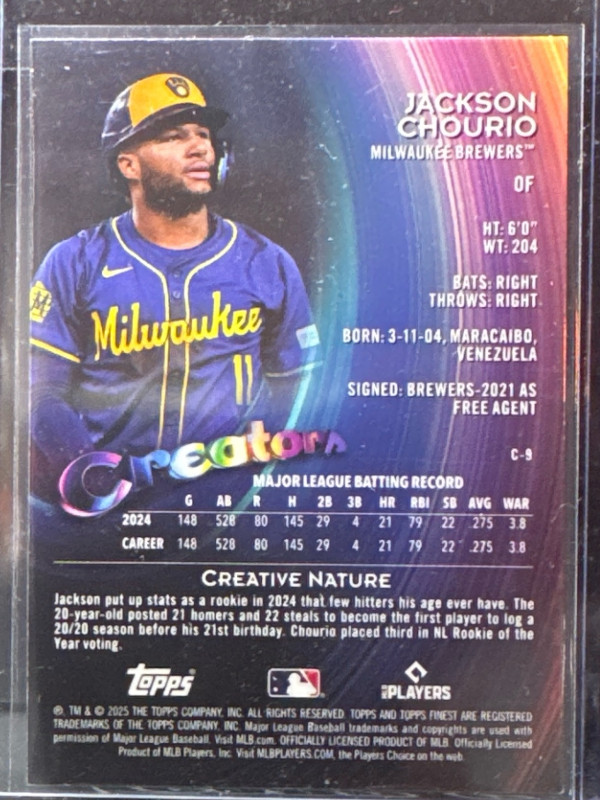 JACKSON
CHOURIO
MILWAUKEE BREWERS™
OF
HT: 6'0"
WT: 204
BATS: RIGHT
THROWS: RIGHT
BORN: 3-11-04, MARACAIBO,
VENEZUELA
SIGNED: BREWERS-2021 AS
FREE AGENT
Milwaukee
11
Creators
C-9
MAJOR LEAGUE BATTING RECORD
G AB R H 2B 3B HR RBI SB AVG WAR
2024 148 528 80 145 29 4 21 79 22 .275 3.8
CAREER 148 528 80 145 29 4 21 79 22 .275 3.8
CREATIVE NATURE
Jackson put up stats as a rookie in 2024 that few hitters his age ever have. The
20-year-old posted 21 homers and 22 steals to become the first player to log a
20/20 season before his 21st birthday. Chourio placed third in NL Rookie of the
Year voting.
Topps
MLB PLAYERS
℗, TM & © 2025 THE TOPPS COMPANY, INC. ALL RIGHTS RESERVED. TOPPS AND TOPPS FINEST ARE REGISTERED
TRADEMARKS OF THE TOPPS COMPANY, INC. Major League Baseball trademarks and copyrights are used with
permission of Major League Baseball. Visit MLB.com. OFFICIALLY LICENSED PRODUCT OF MLB. Officially Licensed
Product of MLB Players, Inc. Visit MLBPLAYERS.COM, the Players Choice on the web.